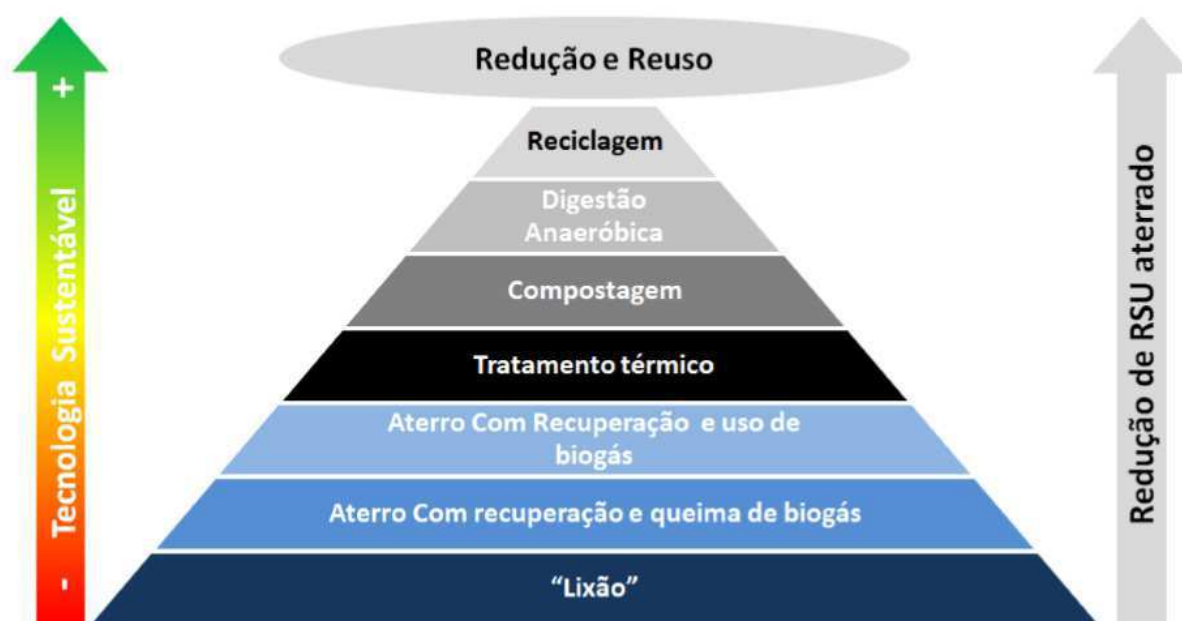 Redução e Reuso
Reciclagem
Digestão
Anaeróbica
Compostagem
Tratamento térmico
Aterro Com Recuperação e uso de
biogás
Aterro Com recuperação e queima de biogás
“Lixão”
- Tecnologia Sustentável +
Redução de RSU aterrado